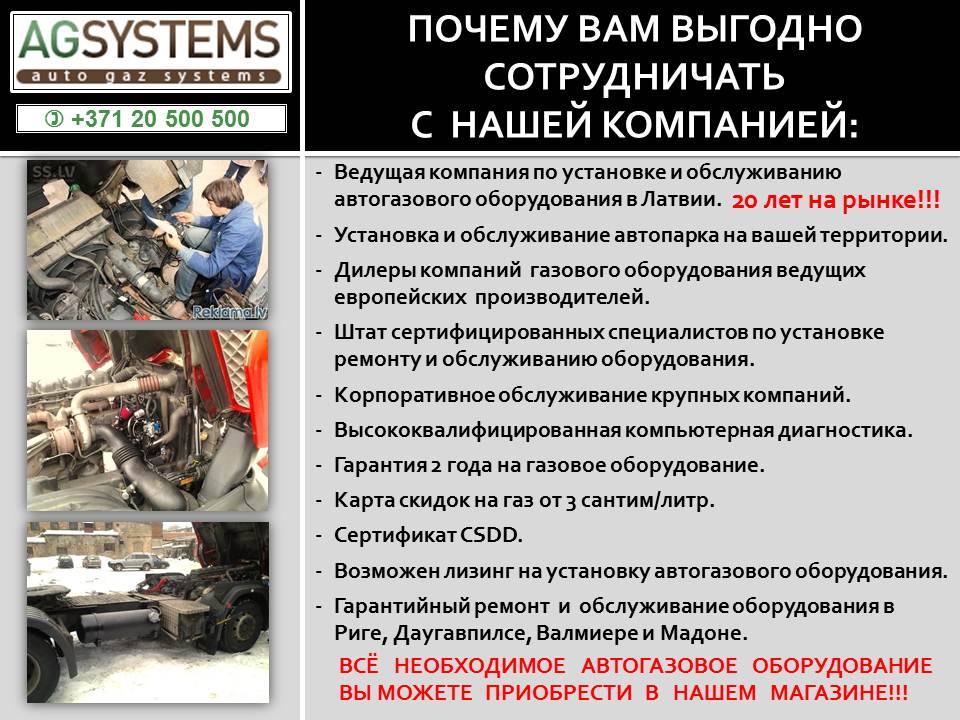 AGSYSTEMS
auto gaz systems
✆ +371 20 500 500
ПОЧЕМУ ВАМ ВЫГОДНО
СОТРУДНИЧАТЬ
С НАШЕЙ КОМПАНИЕЙ:
SS.LV
Reklama.lv
- Ведущая компания по установке и обслуживанию
автогазового оборудования в Латвии. 20 лет на рынке!!!
- Установка и обслуживание автопарка на вашей территории.
- Дилеры компаний газового оборудования ведущих
европейских производителей.
- Штат сертифицированных специалистов по установке
ремонту и обслуживанию оборудования.
- Корпоративное обслуживание крупных компаний.
- Высококвалифицированная компьютерная диагностика.
- Гарантия 2 года на газовое оборудование.
- Карта скидок на газ от 3 сантим/литр.
- Сертификат CSDD.
- Возможен лизинг на установку автогазового оборудования.
- Гарантийный ремонт и обслуживание оборудования в
Риге, Даугавпилсе, Валмиере и Мадоне.
ВСЁ НЕОБХОДИМОЕ АВТОГАЗОВОЕ ОБОРУДОВАНИЕ
ВЫ МОЖЕТЕ ПРИОБРЕСТИ В НАШЕМ МАГАЗИНЕ!!!